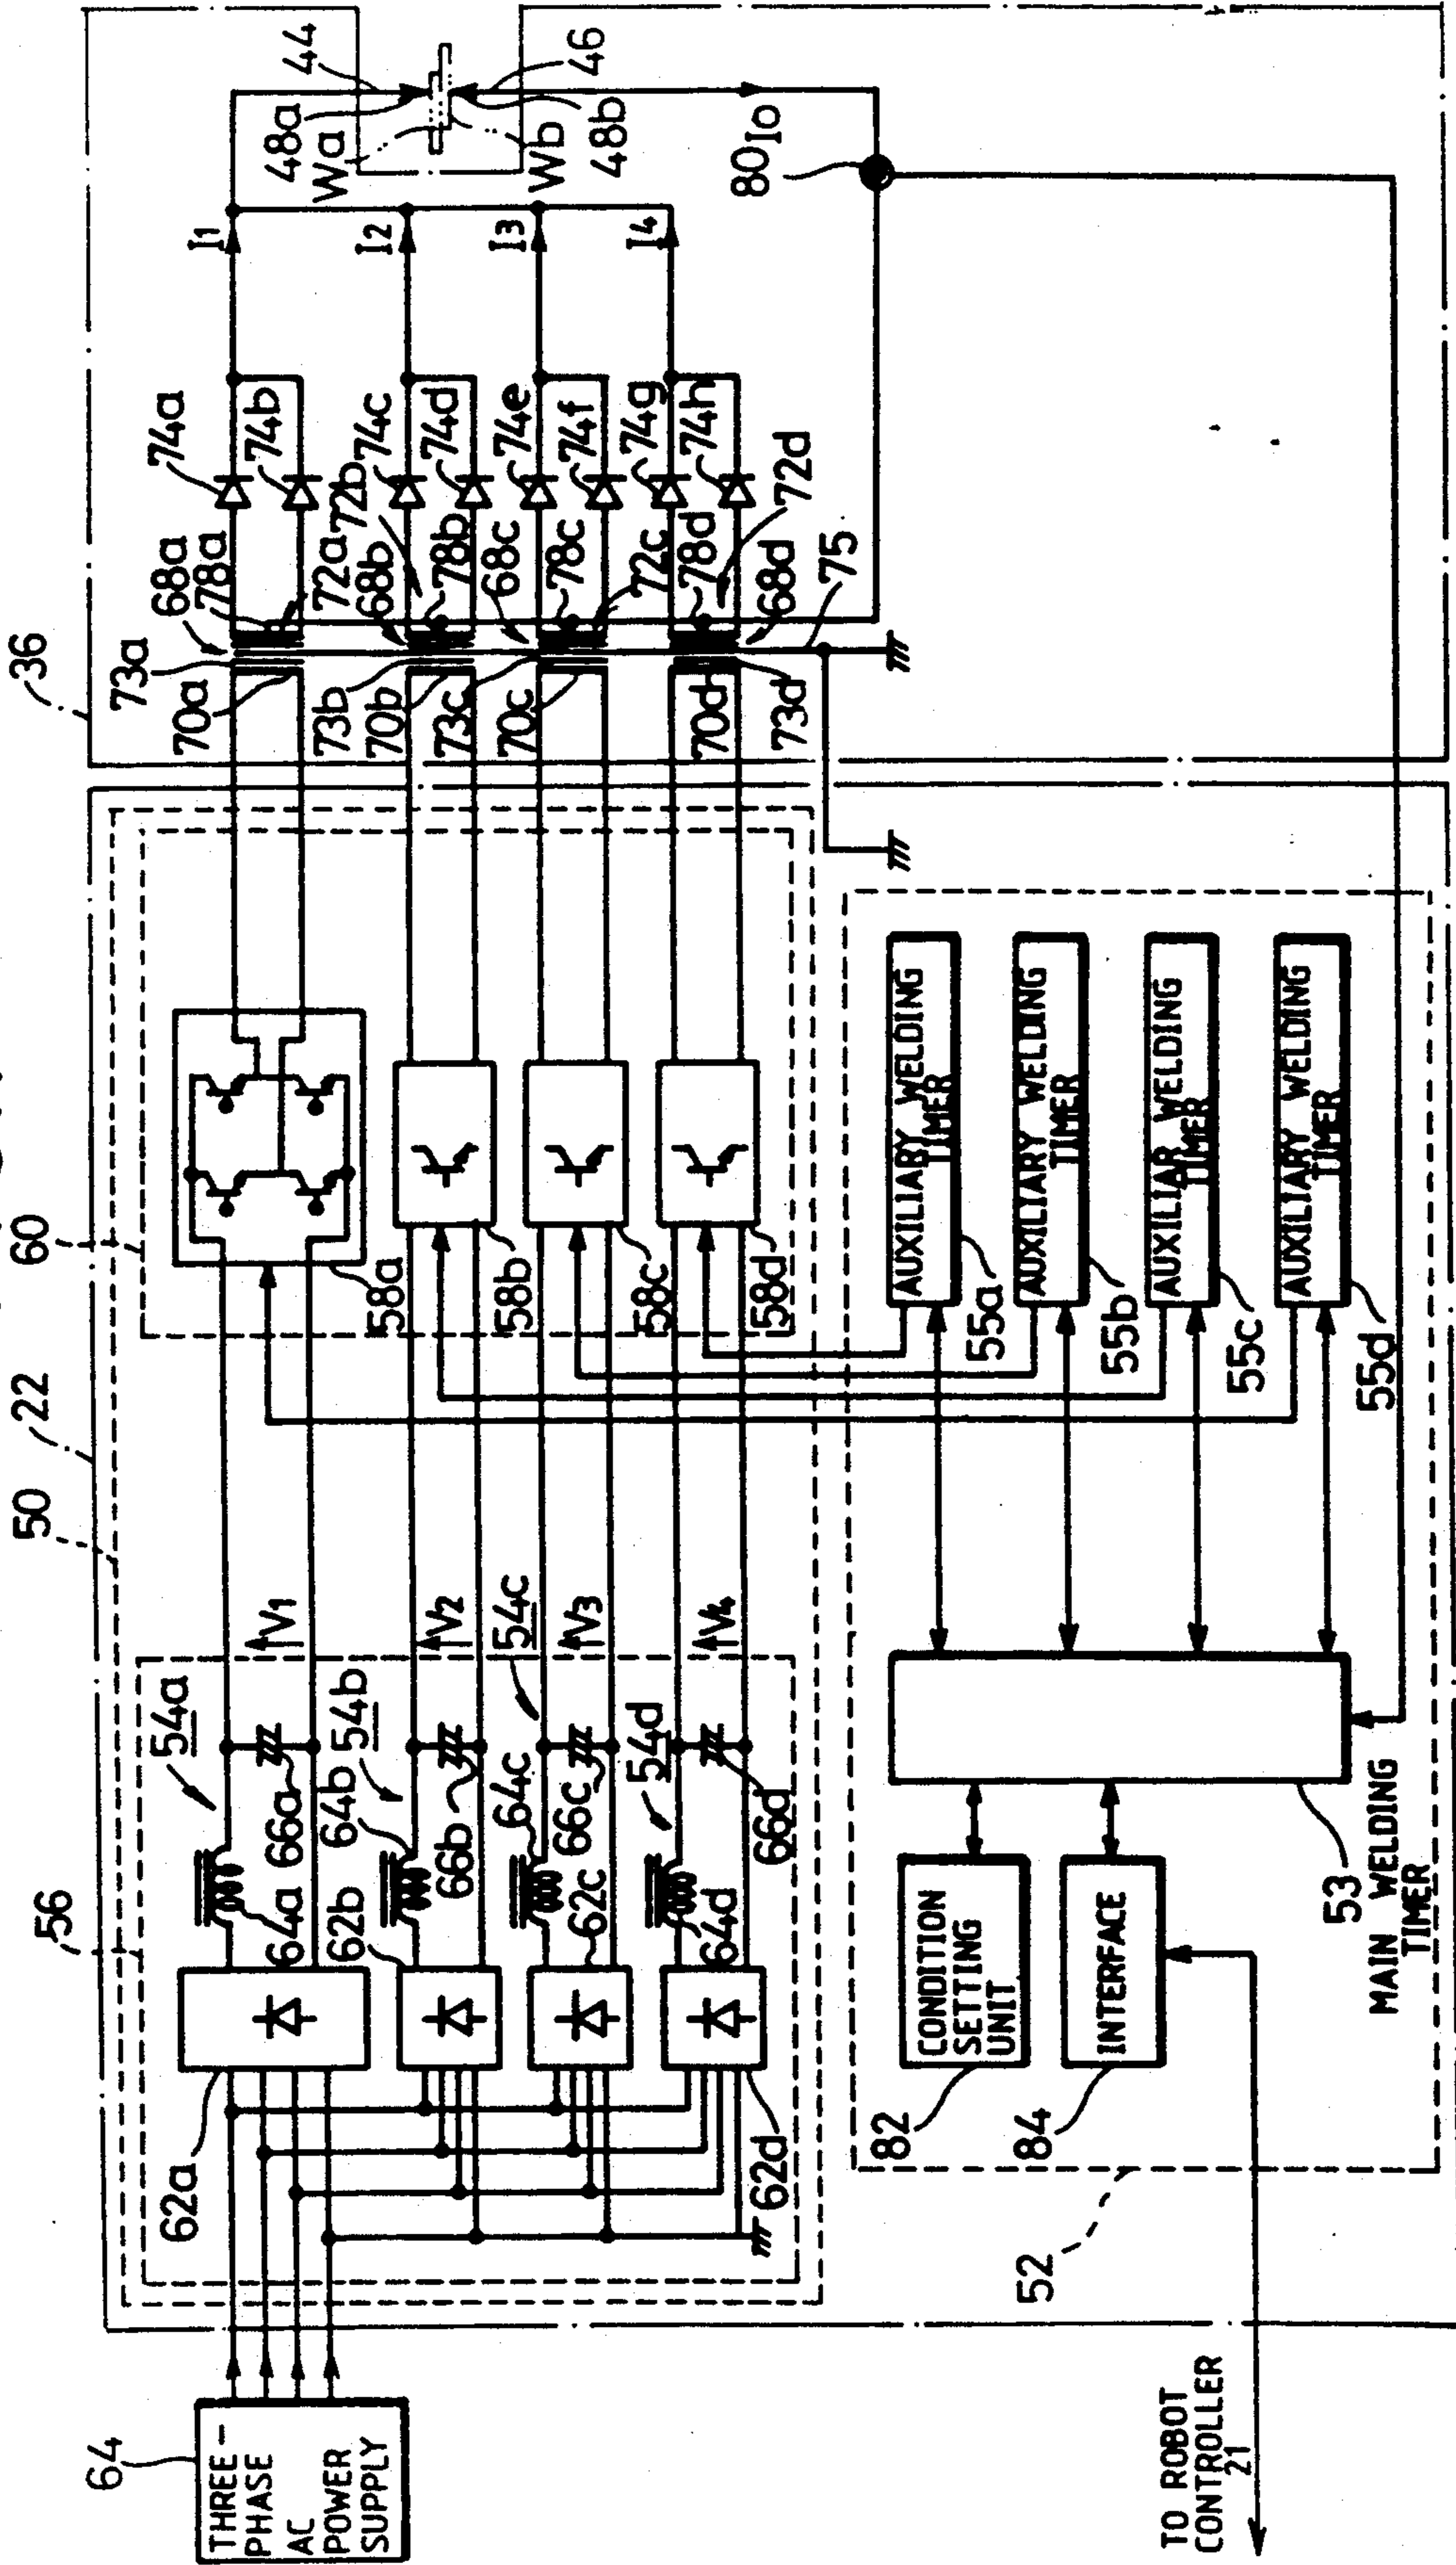 64
THREE-
PHASE
AC
POWER
SUPPLY
56
50
22
60
36
62a
62b
62c
62d
64a
64b
64c
64d
66a
66b
66c
66d
54a
54b
54c
54d
V1
V2
V3
V4
58a
58b
58c
58d
73a
70a
73b
70b
73c
70c
70d
73d
68a
78a
72a
68b
72b
78b
68c
78c
72c
78d
68d
72d
75
74a
74b
74c
74d
74e
74f
74g
74h
I1
I2
I3
I4
44
48a
Wa
Wb
48b
46
80
I0
AUXILIARY WELDING
TIMER
55a
AUXILIARY WELDING
TIMER
55b
AUXILIAR WELDING
TIMER
55c
AUXILIARY WELDING
TIMER
55d
CONDITION
SETTING
UNIT
82
INTERFACE
84
53
MAIN WELDING
TIMER
52
TO ROBOT
CONTROLLER
21